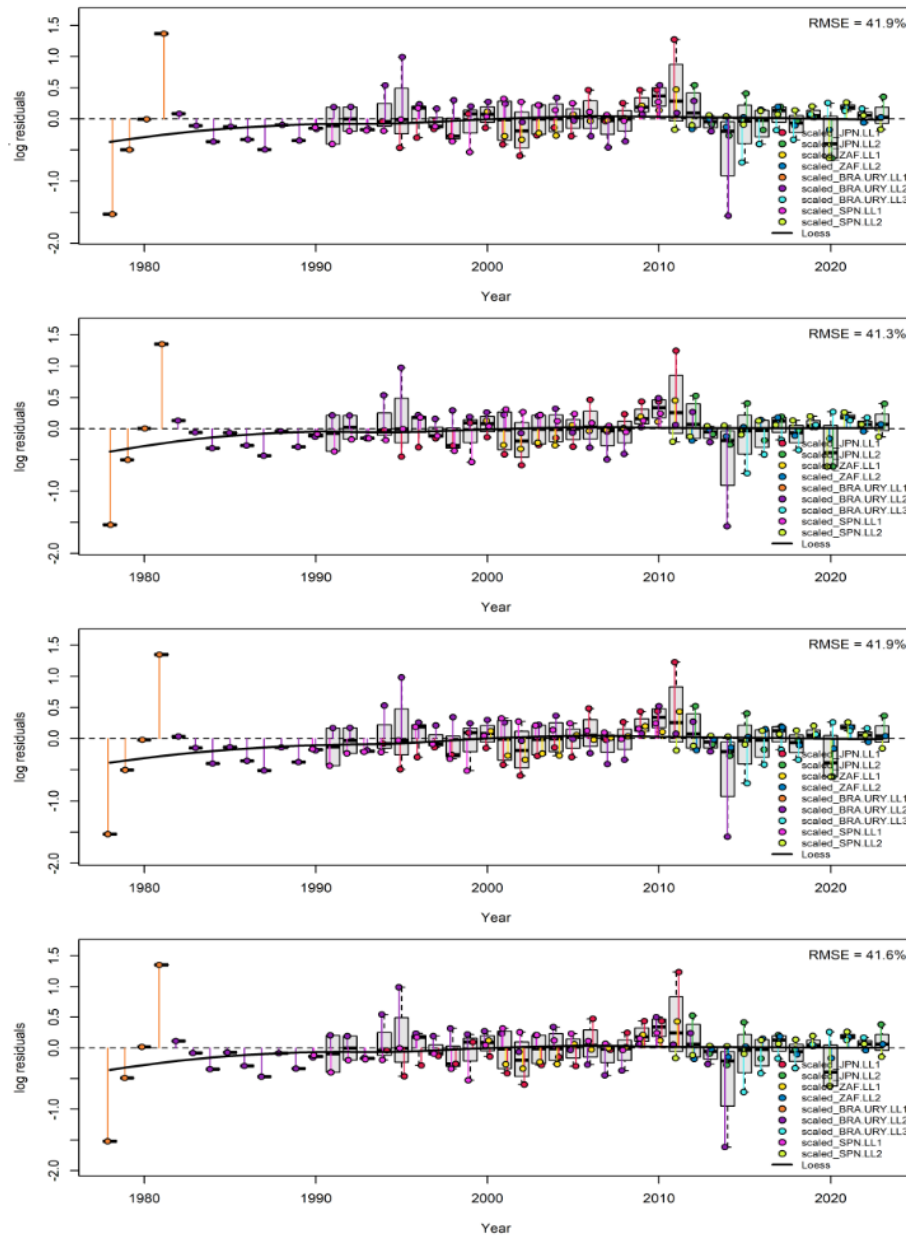 RMSE = 41.9%
log residuals
1.5
1.0
0.5
0.0
-1.0
-2.0
scaled_JPN.LL1
scaled_JPN.LL2
scaled_ZAF.LL1
scaled_ZAF.LL2
scaled_BRA.URY.LL1
scaled_BRA.URY.LL2
scaled_BRA.URY.LL3
scaled_SPN.LL1
scaled_SPN.LL2
Loess
1980 1990 2000 2010 2020
Year
RMSE = 41.3%
log residuals
1.5
1.0
0.5
0.0
-1.0
-2.0
scaled_JPN.LL1
scaled_JPN.LL2
scaled_ZAF.LL1
scaled_ZAF.LL2
scaled_BRA.URY.LL1
scaled_BRA.URY.LL2
scaled_BRA.URY.LL3
scaled_SPN.LL1
scaled_SPN.LL2
Loess
1980 1990 2000 2010 2020
Year
RMSE = 41.9%
log residuals
1.5
1.0
0.5
0.0
-1.0
-2.0
scaled_JPN.LL1
scaled_JPN.LL2
scaled_ZAF.LL1
scaled_ZAF.LL2
scaled_BRA.URY.LL1
scaled_BRA.URY.LL2
scaled_BRA.URY.LL3
scaled_SPN.LL1
scaled_SPN.LL2
Loess
1980 1990 2000 2010 2020
Year
RMSE = 41.6%
log residuals
1.5
1.0
0.5
0.0
-1.0
-2.0
scaled_JPN.LL1
scaled_JPN.LL2
scaled_ZAF.LL1
scaled_ZAF.LL2
scaled_BRA.URY.LL1
scaled_BRA.URY.LL2
scaled_BRA.URY.LL3
scaled_SPN.LL1
scaled_SPN.LL2
Loess
1980 1990 2000 2010 2020
Year